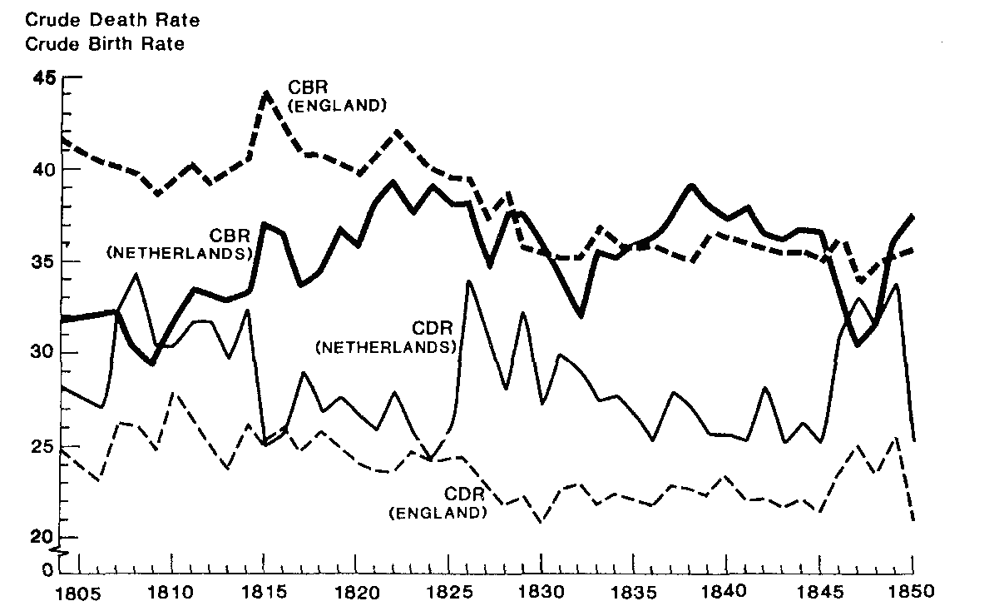 Crude Death Rate
Crude Birth Rate
45
CBR
(ENGLAND)
40
CBR
(NETHERLANDS)
35
CDR
(NETHERLANDS)
30
25
CDR
(ENGLAND)
20
0
1805 1810 1815 1820 1825 1830 1835 1840 1845 1850